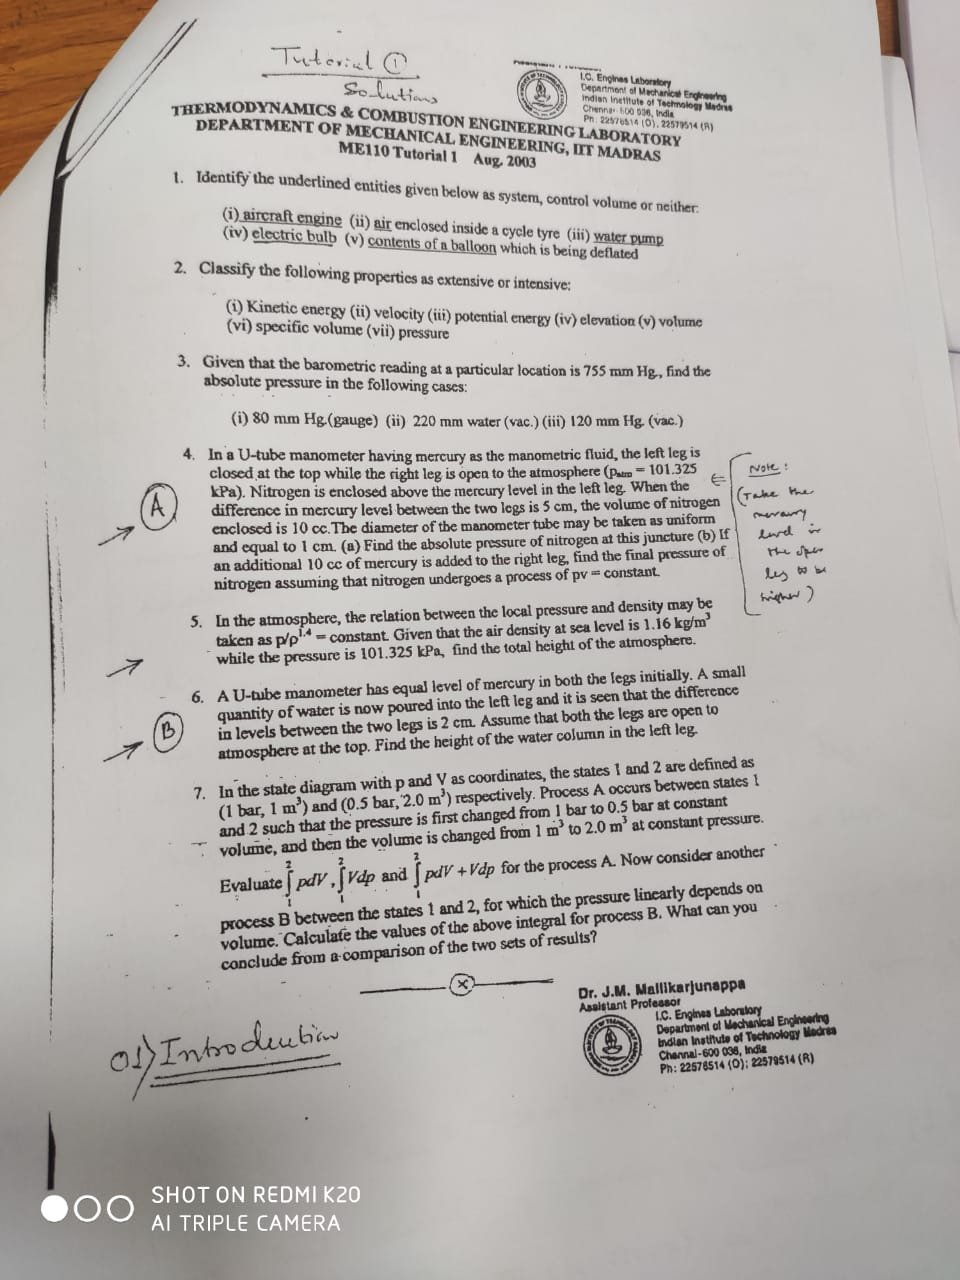 Tutorial ①
Solutions
I.C. Engines Laboratory
Department of Mechanical Engineering
Indian Institute of Technology Madras
Chennai 600 036, India
Ph: 22578514 (O), 22579514 (R)
THERMODYNAMICS & COMBUSTION ENGINEERING LABORATORY
DEPARTMENT OF MECHANICAL ENGINEERING, IIT MADRAS
ME110 Tutorial 1 Aug. 2003
1. Identify the underlined entities given below as system, control volume or neither:
(i) aircraft engine (ii) air enclosed inside a cycle tyre (iii) water pump
(iv) electric bulb (v) contents of a balloon which is being deflated
2. Classify the following properties as extensive or intensive:
(i) Kinetic energy (ii) velocity (iii) potential energy (iv) elevation (v) volume
(vi) specific volume (vii) pressure
3. Given that the barometric reading at a particular location is 755 mm Hg., find the
absolute pressure in the following cases:
(i) 80 mm Hg.(gauge) (ii) 220 mm water (vac.) (iii) 120 mm Hg. (vac.)
4. In a U-tube manometer having mercury as the manometric fluid, the left leg is
closed at the top while the right leg is open to the atmosphere (patm = 101.325
kPa). Nitrogen is enclosed above the mercury level in the left leg. When the
difference in mercury level between the two legs is 5 cm, the volume of nitrogen
enclosed is 10 cc.The diameter of the manometer tube may be taken as uniform
and equal to 1 cm. (a) Find the absolute pressure of nitrogen at this juncture (b) If
an additional 10 cc of mercury is added to the right leg, find the final pressure of
nitrogen assuming that nitrogen undergoes a process of pv = constant.
A
⇐
Note:
(Take the
mercury
level in
the open
leg to be
higher)
5. In the atmosphere, the relation between the local pressure and density may be
taken as p/ρ^1.4 = constant. Given that the air density at sea level is 1.16 kg/m³
while the pressure is 101.325 kPa, find the total height of the atmosphere.
6. A U-tube manometer has equal level of mercury in both the legs initially. A small
quantity of water is now poured into the left leg and it is seen that the difference
in levels between the two legs is 2 cm. Assume that both the legs are open to
atmosphere at the top. Find the height of the water column in the left leg.
B
7. In the state diagram with p and V as coordinates, the states 1 and 2 are defined as
(1 bar, 1 m³) and (0.5 bar, 2.0 m³) respectively. Process A occurs between states 1
and 2 such that the pressure is first changed from 1 bar to 0.5 bar at constant
volume, and then the volume is changed from 1 m³ to 2.0 m³ at constant pressure.
Evaluate ∫₁² pdV, ∫₁² Vdp and ∫₁² pdV + Vdp for the process A. Now consider another
process B between the states 1 and 2, for which the pressure linearly depends on
volume. Calculate the values of the above integral for process B. What can you
conclude from a comparison of the two sets of results?
x
Dr. J.M. Mallikarjunappa
Assistant Professor
I.C. Engines Laboratory
Department of Mechanical Engineering
Indian Institute of Technology Madras
Chennai-600 036, India
Ph: 22578514 (O); 22579514 (R)
01) Introduction
SHOT ON REDMI K20
AI TRIPLE CAMERA